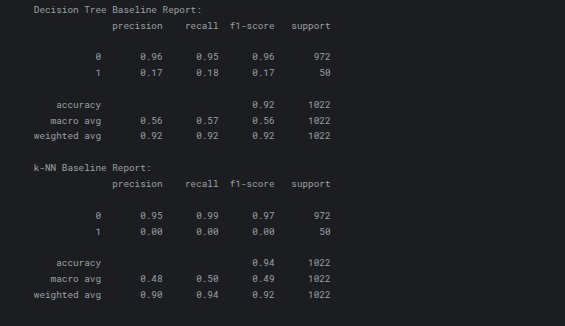 Decision Tree Baseline Report:
precision recall f1-score support
0 0.96 0.95 0.96 972
1 0.17 0.18 0.17 50
accuracy 0.92 1022
macro avg 0.56 0.57 0.56 1022
weighted avg 0.92 0.92 0.92 1022
k-NN Baseline Report:
precision recall f1-score support
0 0.95 0.99 0.97 972
1 0.00 0.00 0.00 50
accuracy 0.94 1022
macro avg 0.48 0.50 0.49 1022
weighted avg 0.90 0.94 0.92 1022